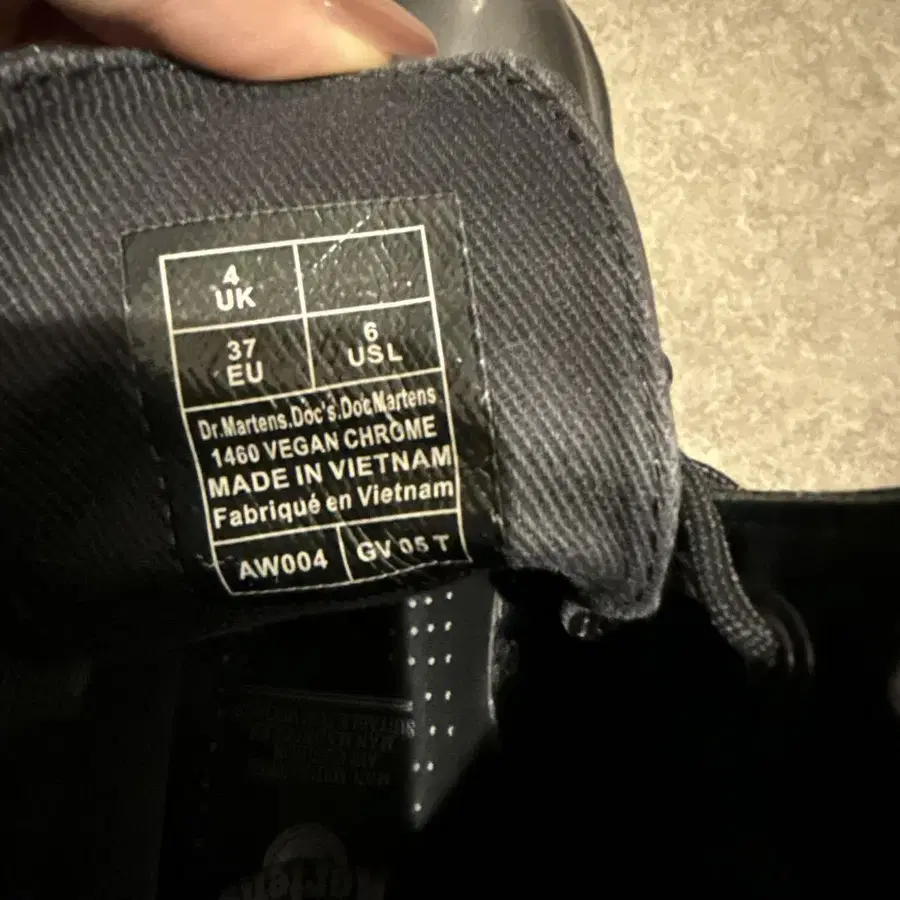 4
UK
37
EU
6
USL
Dr.Martens.Doc's.DocMartens
1460 VEGAN CHROME
MADE IN VIETNAM
Fabriqué en Vietnam
AW004
GV 05 T